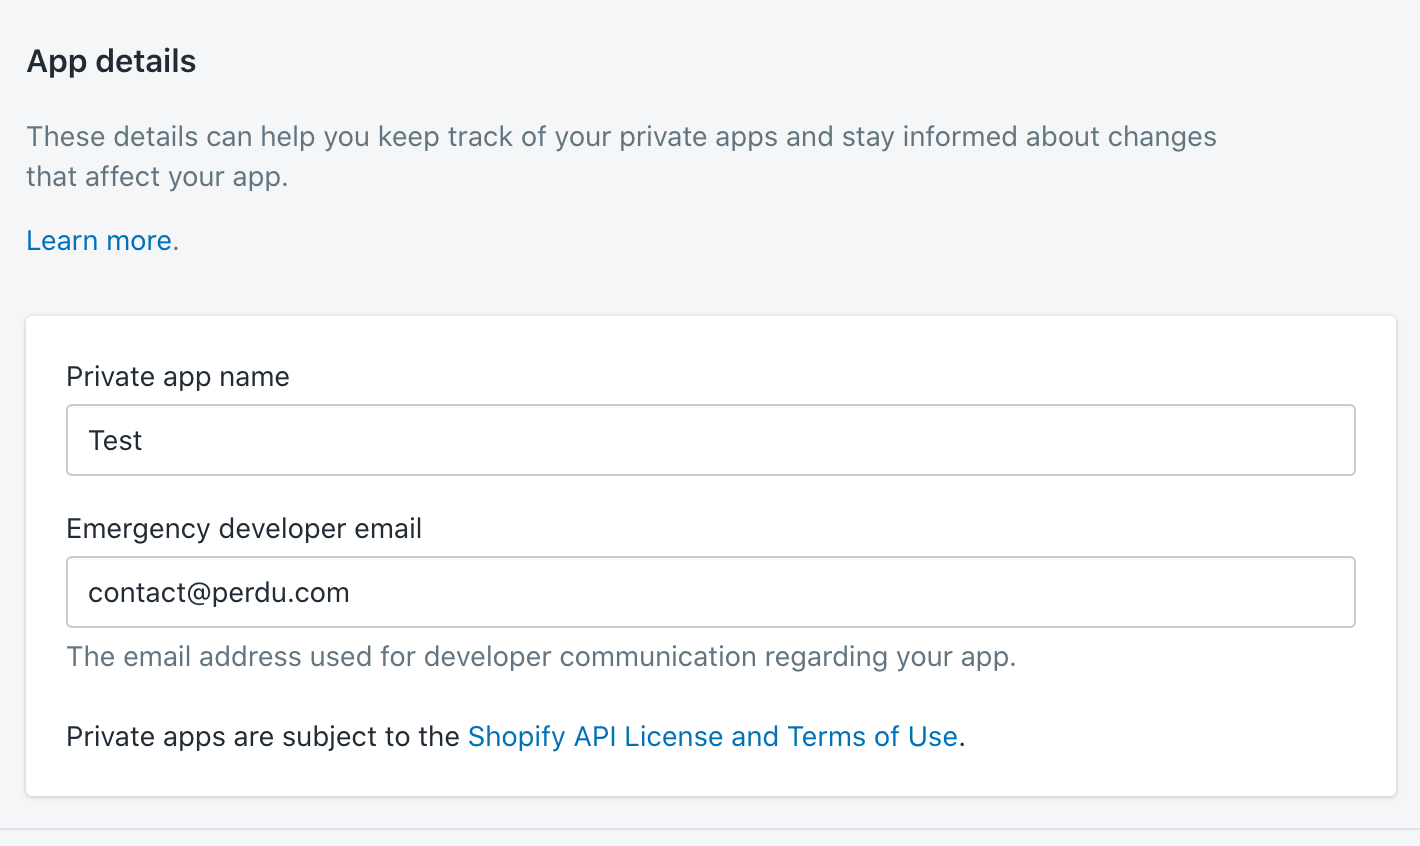 App details
These details can help you keep track of your private apps and stay informed about changes
that affect your app.
Learn more.
Private app name
Test
Emergency developer email
contact@perdu.com
The email address used for developer communication regarding your app.
Private apps are subject to the Shopify API License and Terms of Use.